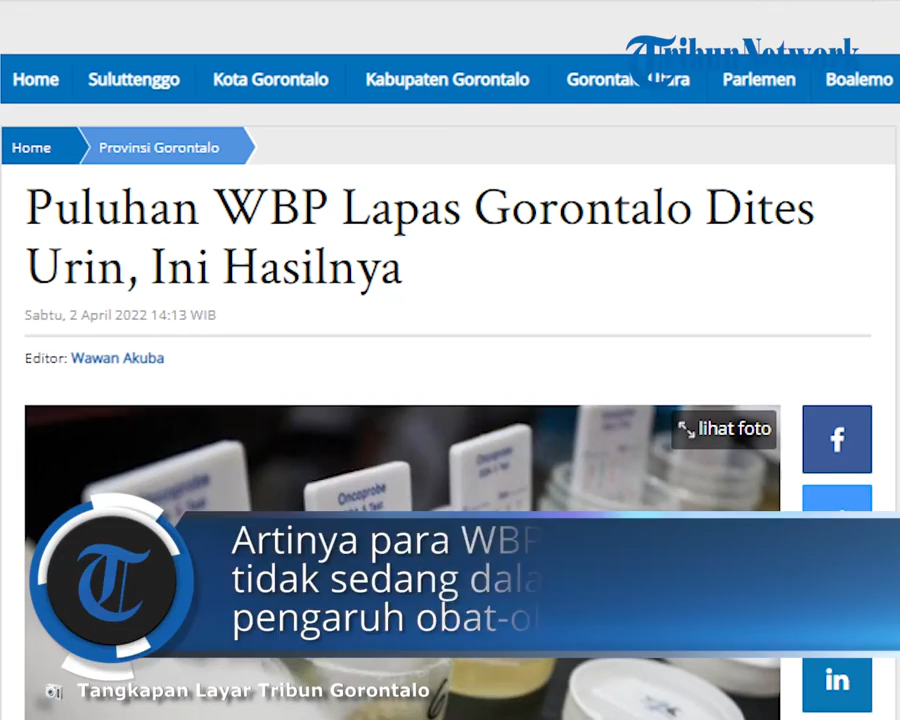 TribunNetwork
Home Suluttenggo Kota Gorontalo Kabupaten Gorontalo Gorontalo Utara Parlemen Boalemo
Home Provinsi Gorontalo
Puluhan WBP Lapas Gorontalo Dites
Urin, Ini Hasilnya
Sabtu, 2 April 2022 14:13 WIB
Editor: Wawan Akuba
lihat foto
Oncoprobe
f
Artinya para WBP
tidak sedang dala
pengaruh obat-o
T
in
Tangkapan Layar Tribun Gorontalo